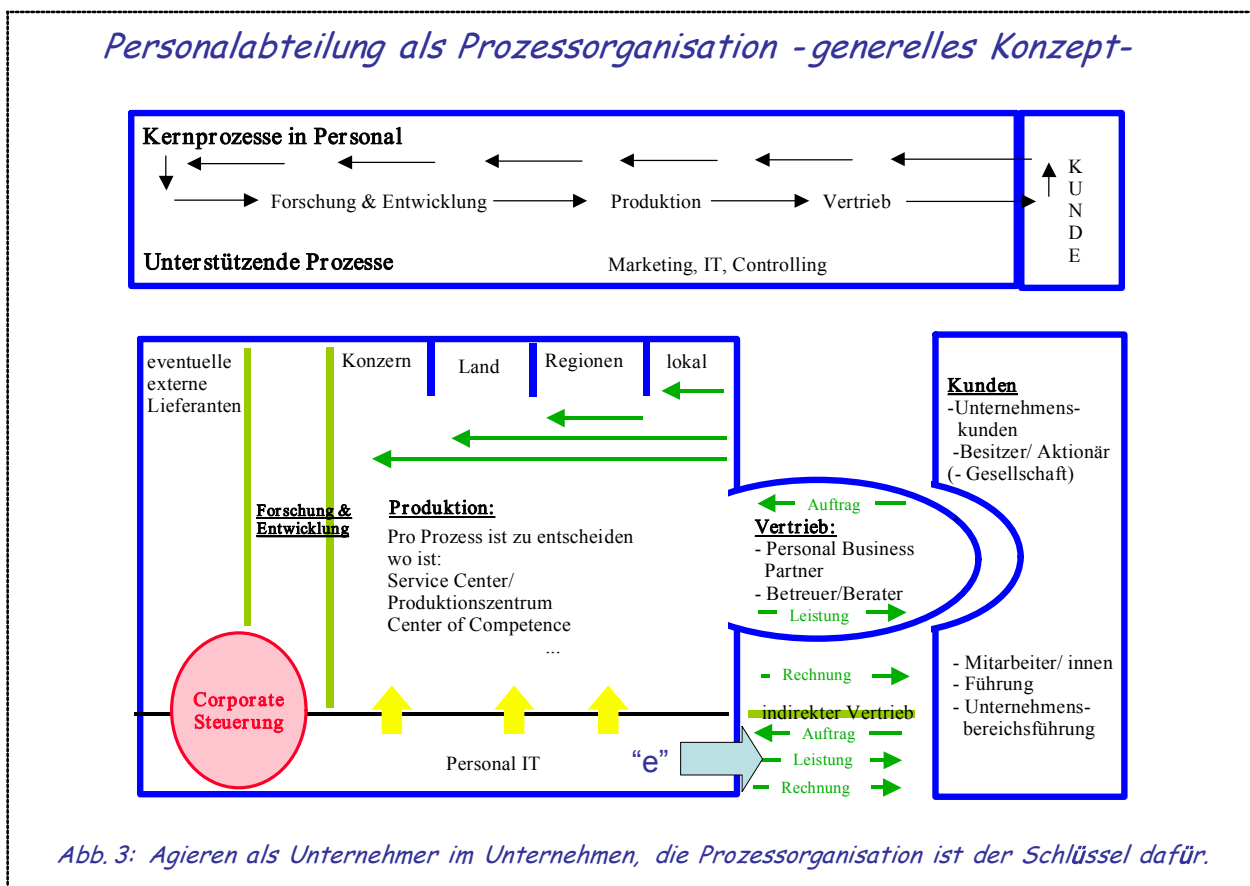 Personalabteilung als Prozessorganisation - generelles Konzept-
Kernprozesse in Personal
Forschung & Entwicklung
Produktion
Vertrieb
K
U
N
D
E
Unterstützende Prozesse
Marketing, IT, Controlling
eventuelle
externe
Lieferanten
Konzern
Land
Regionen
lokal
Forschung &
Entwicklung
Produktion:
Pro Prozess ist zu entscheiden
wo ist:
Service Center/
Produktionszentrum
Center of Competence
...
Corporate
Steuerung
Personal IT
"e"
Auftrag
Vertrieb:
- Personal Business
Partner
- Betreuer/Berater
Leistung
Rechnung
indirekter Vertrieb
Auftrag
Leistung
Rechnung
Kunden
-Unternehmens-
kunden
-Besitzer/ Aktionär
(- Gesellschaft)
- Mitarbeiter/ innen
- Führung
- Unternehmens-
bereichsführung
Abb. 3: Agieren als Unternehmer im Unternehmen, die Prozessorganisation ist der Schlüssel dafür.